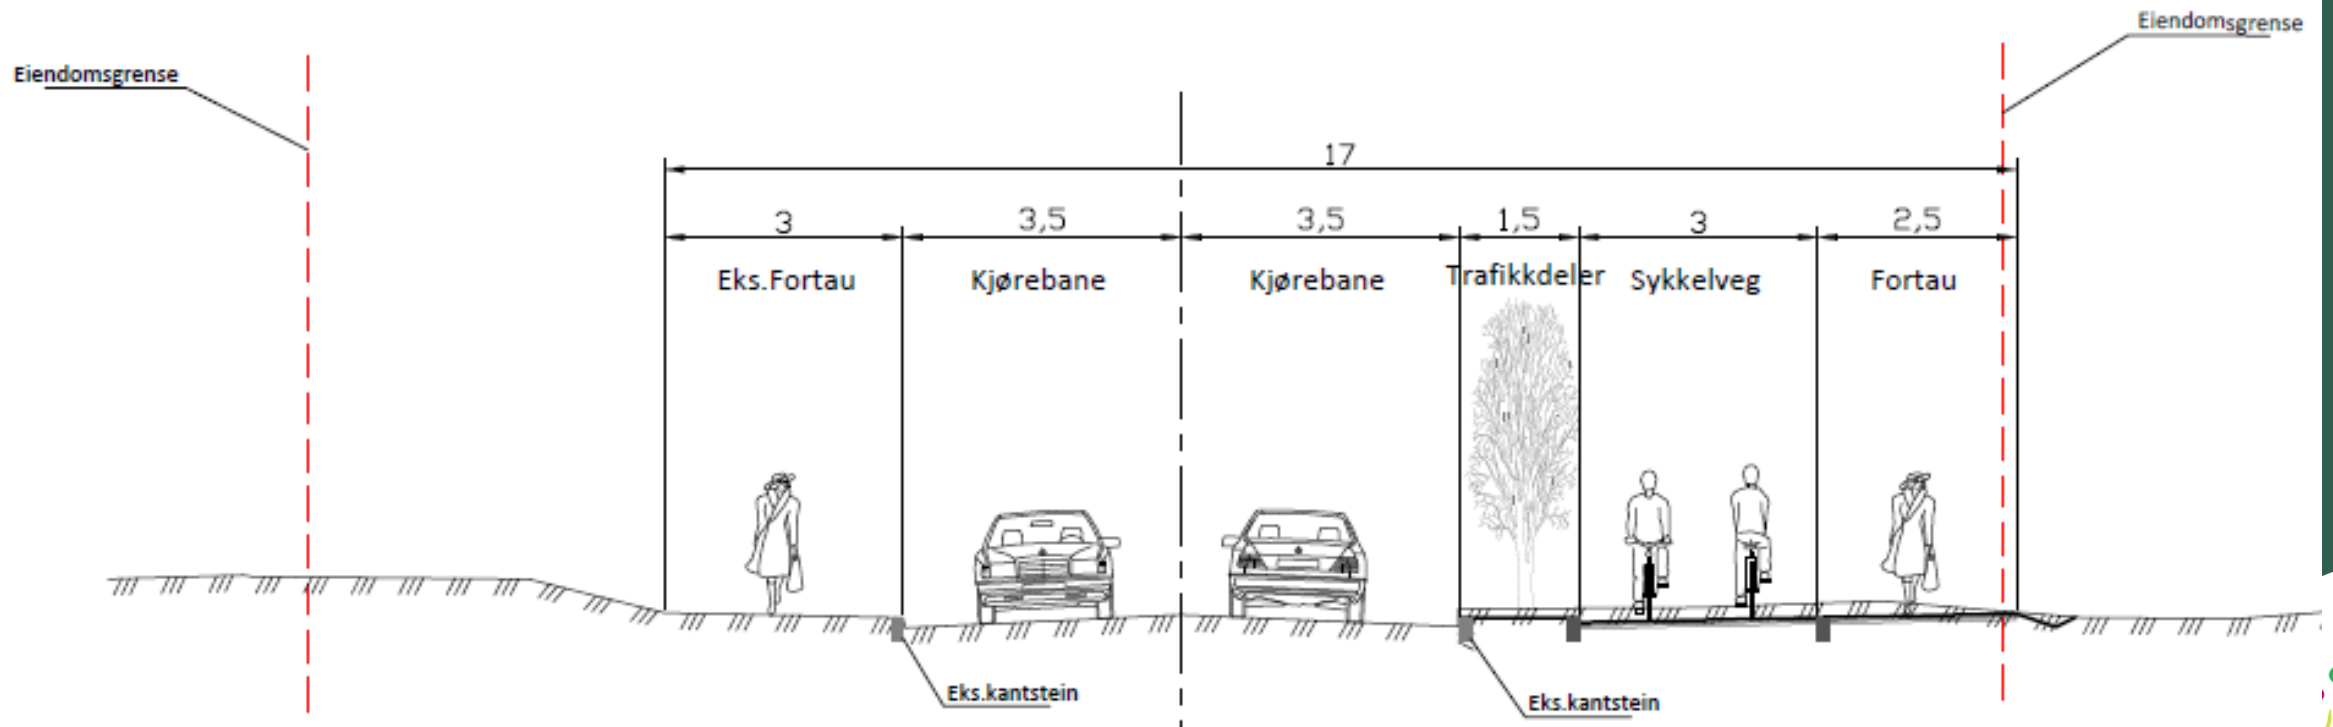 Eiendomsgrense
Eiendomsgrense
17
3
3,5
3,5
1,5
3
2,5
Eks.Fortau
Kjørebane
Kjørebane
Trafikkdeler
Sykkelveg
Fortau
Eks.kantstein
Eks.kantstein